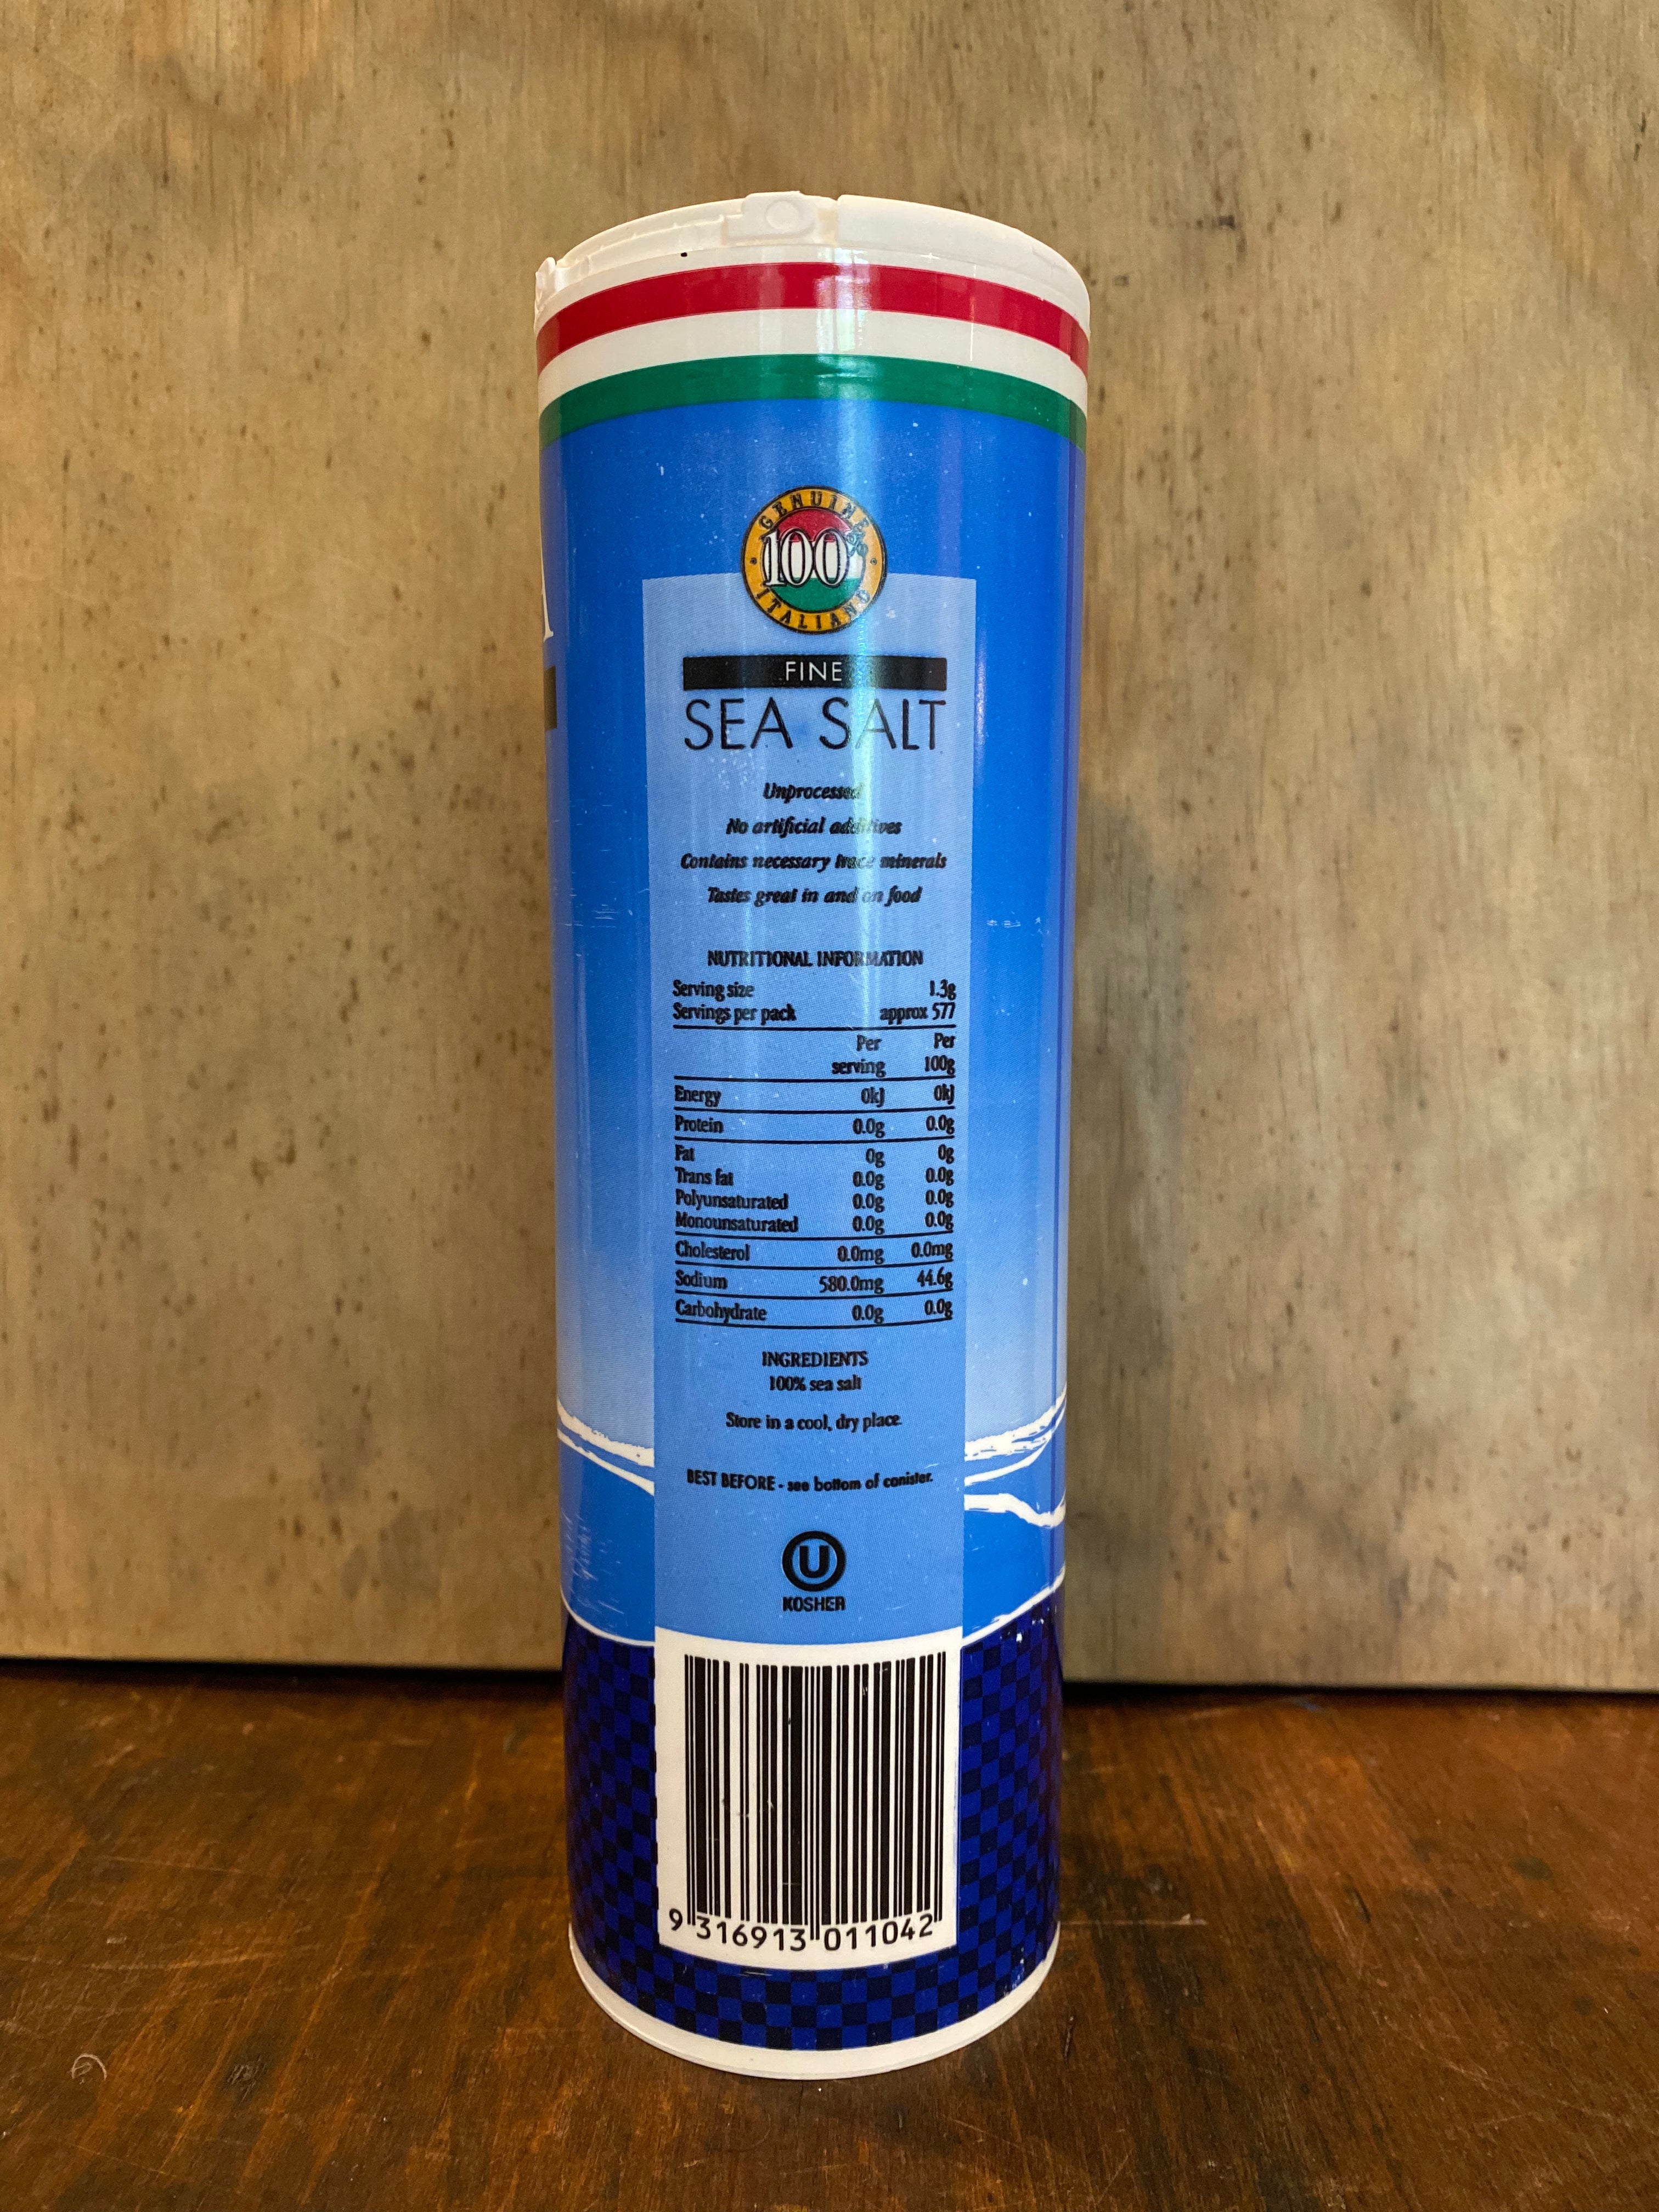 GENUINE
100%
ITALIANO
FINE
SEA SALT
Unprocessed
No artificial additives
Contains necessary trace minerals
Tastes great in and on food
NUTRITIONAL INFORMATION
Serving size 1.3g
Servings per pack approx 577
Per Per
serving 100g
Energy 0kJ 0kJ
Protein 0.0g 0.0g
Fat 0g 0g
Trans fat 0.0g 0.0g
Polyunsaturated 0.0g 0.0g
Monounsaturated 0.0g 0.0g
Cholesterol 0.0mg 0.0mg
Sodium 580.0mg 44.6g
Carbohydrate 0.0g 0.0g
INGREDIENTS
100% sea salt
Store in a cool, dry place.
BEST BEFORE - see bottom of canister.
U
KOSHER
9 316913 011042